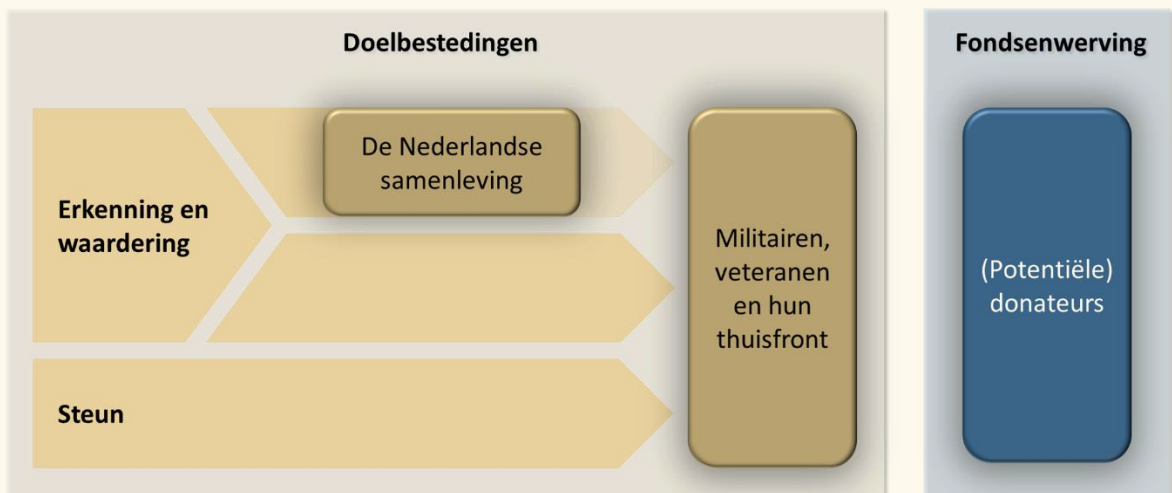 Doelbestedingen
Fondsenwerving
De Nederlandse
samenleving
Erkenning en
waardering
Militairen,
veteranen
en hun
thuisfront
(Potentiële)
donateurs
Steun